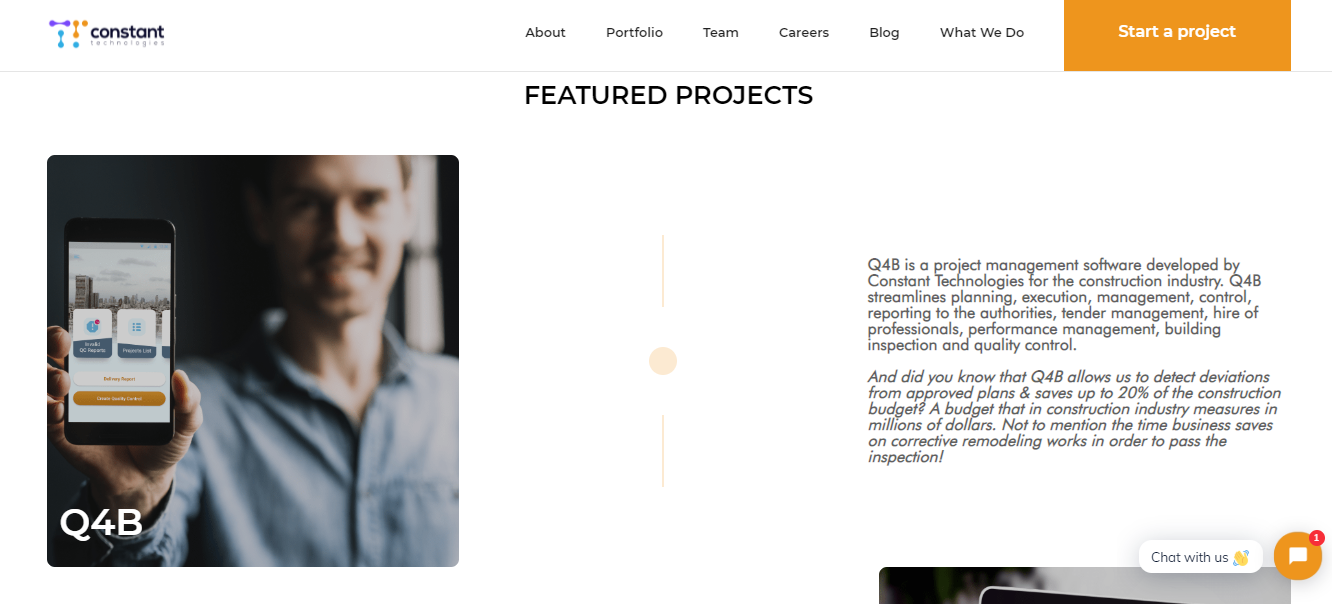 constant
technologies
About
Portfolio
Team
Careers
Blog
What We Do
Start a project
FEATURED PROJECTS
Invalid
QC Reports
Projects List
Delivery Report
Create Quality Control
Q4B
Q4B is a project management software developed by
Constant Technologies for the construction industry. Q4B
streamlines planning, execution, management, control,
reporting to the authorities, tender management, hire of
professionals, performance management, building
inspection and quality control.
And did you know that Q4B allows us to detect deviations
from approved plans & saves up to 20% of the construction
budget? A budget that in construction industry measures in
millions of dollars. Not to mention the time business saves
on corrective remodeling works in order to pass the
inspection!
Chat with us 👋
1